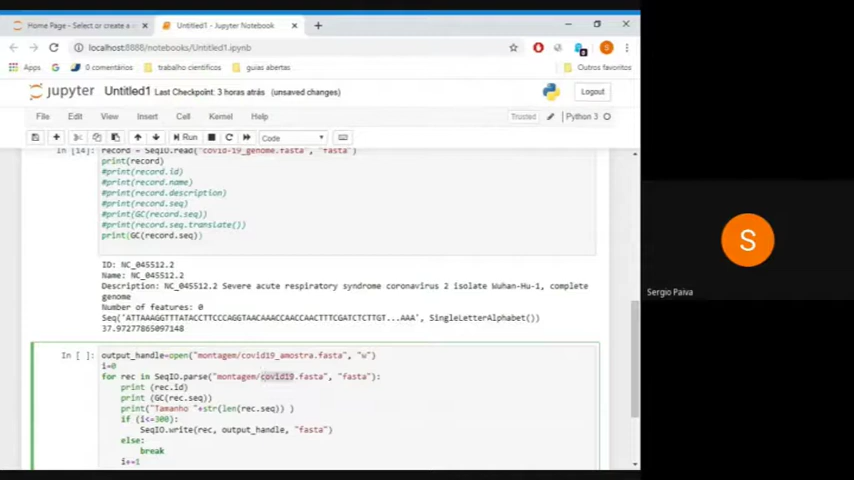 Home Page - Select or create a n
Untitled1 - Jupyter Notebook
localhost:8888/notebooks/Untitled1.ipynb
Apps
0 comentários
trabalho científicos
guias abertas
Outros favoritos
jupyter Untitled1 Last Checkpoint: 3 horas atrás (unsaved changes)
Logout
File Edit View Insert Cell Kernel Help
Trusted
Python 3
Run
Code
In [14]: record = SeqIO.read("covid-19_genome.fasta", "fasta")
print(record)
#print(record.id)
#print(record.name)
#print(record.description)
#print(record.seq)
#print(GC(record.seq))
#print(record.seq.translate())
print(GC(record.seq))
ID: NC_045512.2
Name: NC_045512.2
Description: NC_045512.2 Severe acute respiratory syndrome coronavirus 2 isolate Wuhan-Hu-1, complete
genome
Number of features: 0
Seq('ATTAAAGGTTTATACCTTCCCAGGTAACAAACCAACCAACTTTCGATCTCTTGT...AAA', SingleLetterAlphabet())
37.97277865097148
In [ ]: output_handle=open("montagem/covid19_amostra.fasta", "w")
i=0
for rec in SeqIO.parse("montagem/covid19.fasta", "fasta"):
print (rec.id)
print (GC(rec.seq))
print("Tamanho "+str(len(rec.seq)) )
if (i<=300):
SeqIO.write(rec, output_handle, "fasta")
else:
break
i+=1
S
Sergio Paiva